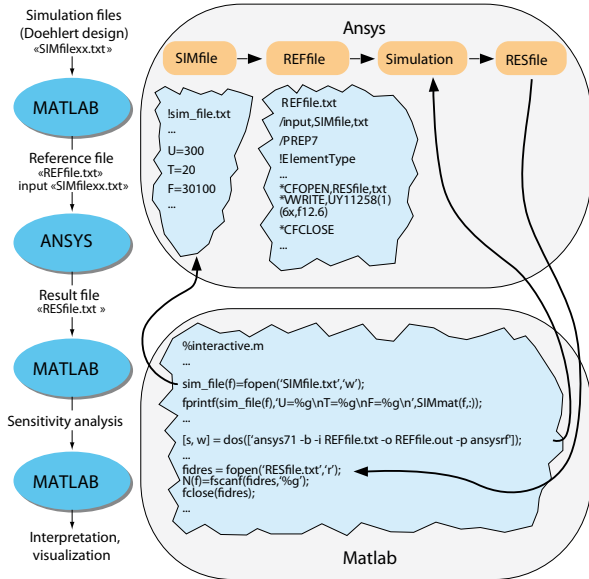 Simulation files
(Doehlert design)
«SIMfilexx.txt»
MATLAB
Reference file
«REFfile.txt»
input «SIMfilexx.txt»
ANSYS
Result file
«RESfile.txt »
MATLAB
Sensitivity analysis
MATLAB
Interpretation,
visualization
Ansys
SIMfile
REFfile
Simulation
RESfile
!sim_file.txt
...
U=300
T=20
F=30100
...
REFfile.txt
/input,SIMfile,txt
/PREP7
!ElementType
...
*CFOPEN,RESfile,txt
*VWRITE,UY11258(1)
(6x,f12.6)
*CFCLOSE
...
%interactive.m
...
sim_file(f)=fopen('SIMfile.txt','w');
fprintf(sim_file(f),'U=%g\nT=%g\nF=%g\n',SIMmat(f,:));
...
[s, w] = dos(['ansys71 -b -i REFfile.txt -o REFfile.out -p ansysrf']);
...
fidres = fopen('RESfile.txt','r');
N(f)=fscanf(fidres,'%g');
fclose(fidres);
...
Matlab